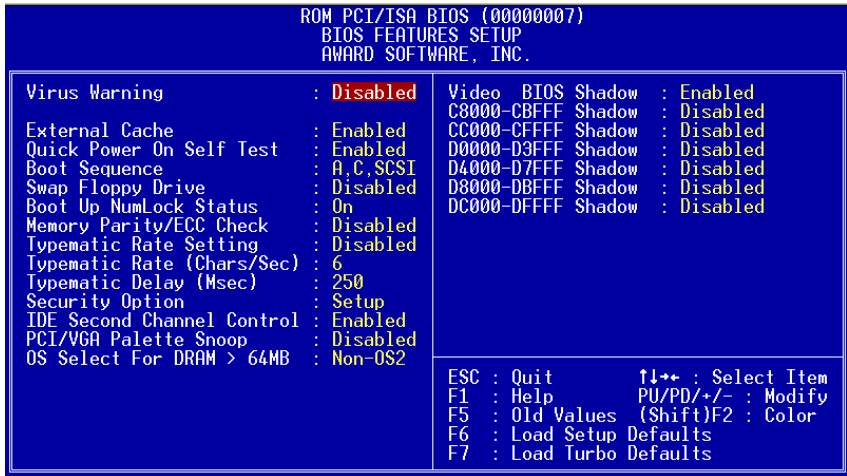 ROM PCI/ISA BIOS (00000007)
BIOS FEATURES SETUP
AWARD SOFTWARE, INC.
Virus Warning : Disabled
External Cache : Enabled
Quick Power On Self Test : Enabled
Boot Sequence : A,C,SCSI
Swap Floppy Drive : Disabled
Boot Up NumLock Status : On
Memory Parity/ECC Check : Disabled
Typematic Rate Setting : Disabled
Typematic Rate (Chars/Sec) : 6
Typematic Delay (Msec) : 250
Security Option : Setup
IDE Second Channel Control : Enabled
PCI/VGA Palette Snoop : Disabled
OS Select For DRAM > 64MB : Non-OS2
Video BIOS Shadow : Enabled
C8000-CBFFF Shadow : Disabled
CC000-CFFFF Shadow : Disabled
D0000-D3FFF Shadow : Disabled
D4000-D7FFF Shadow : Disabled
D8000-DBFFF Shadow : Disabled
DC000-DFFFF Shadow : Disabled
ESC : Quit ↑↓→← : Select Item
F1 : Help PU/PD/+/- : Modify
F5 : Old Values (Shift)F2 : Color
F6 : Load Setup Defaults
F7 : Load Turbo Defaults